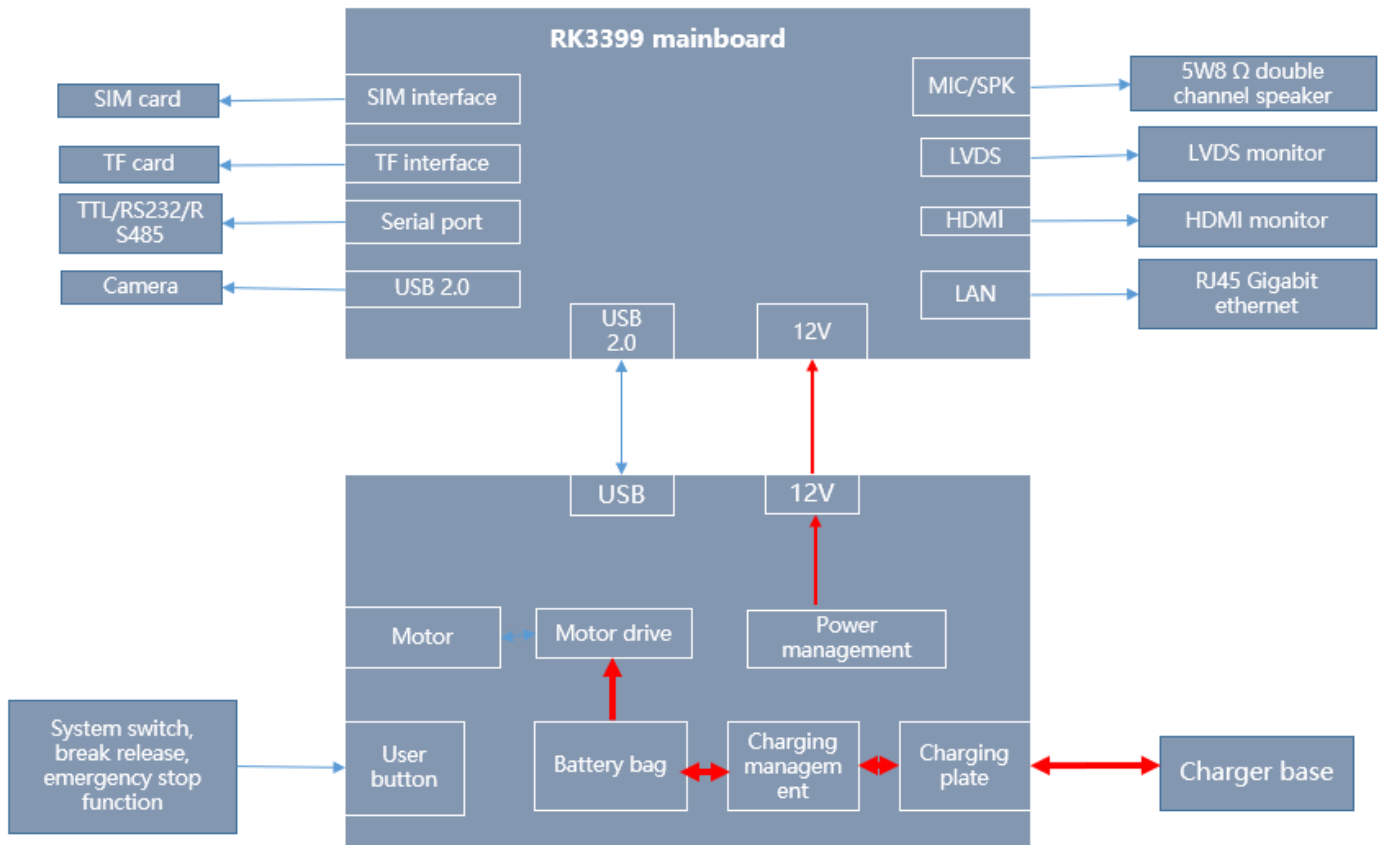 RK3399 mainboard
SIM card
SIM interface
MIC/SPK
5W8 Ω double
channel speaker
TF card
TF interface
LVDS
LVDS monitor
TTL/RS232/R
S485
Serial port
HDMI
HDMI monitor
Camera
USB 2.0
LAN
RJ45 Gigabit
ethernet
USB
2.0
12V
USB
12V
Motor
Motor drive
Power
management
System switch,
break release,
emergency stop
function
User
button
Battery bag
Charging
managem
ent
Charging
plate
Charger base